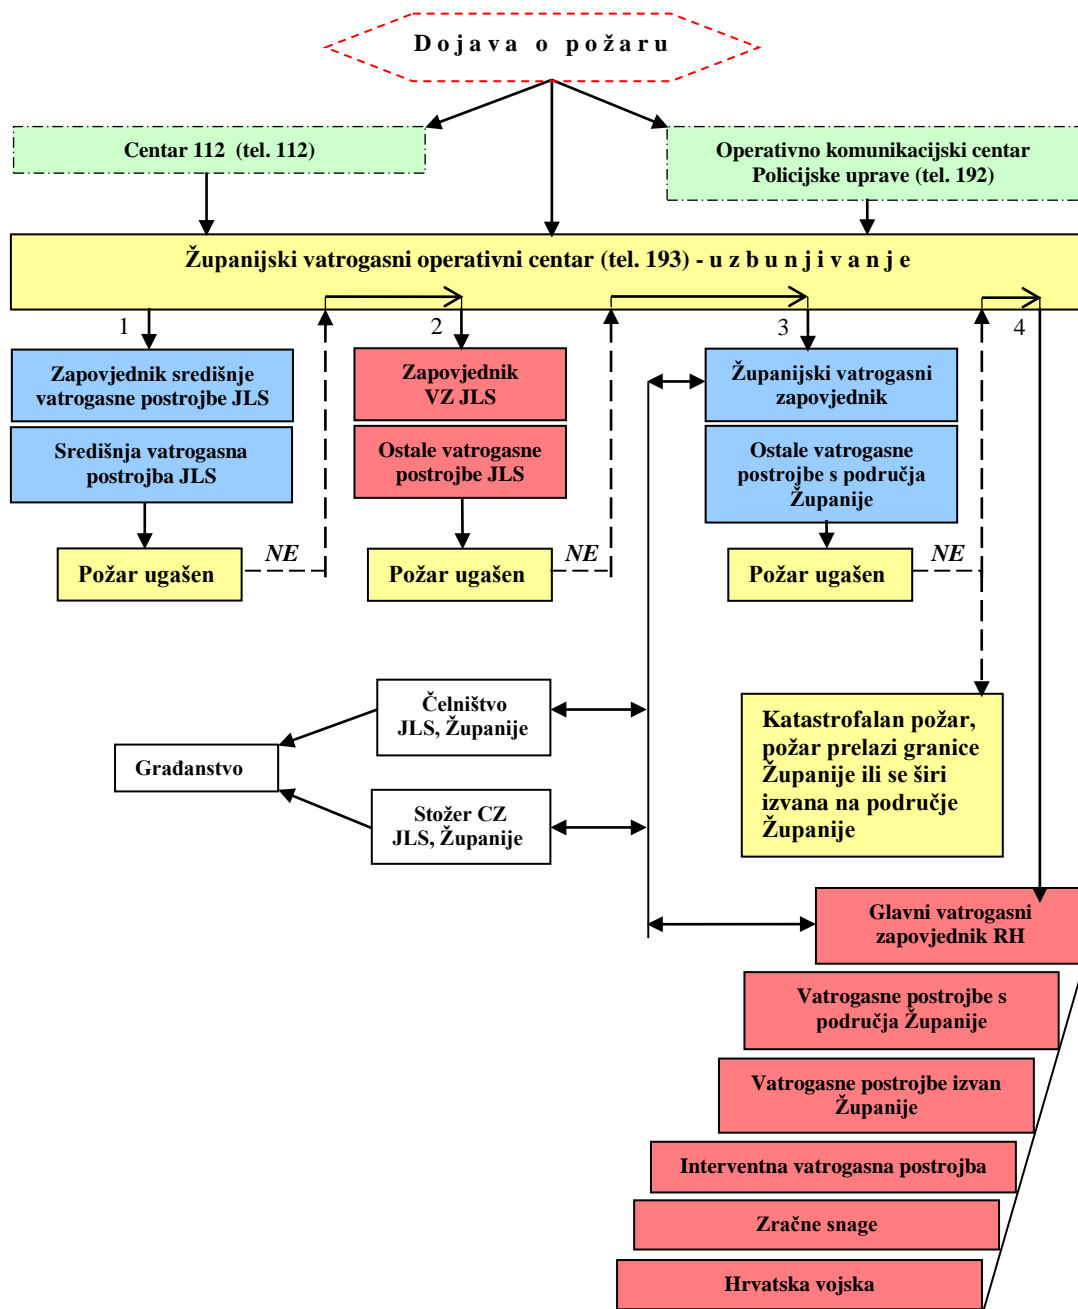 Dojava o požaru
Centar 112 (tel. 112)
Operativno komunikacijski centar
Policijske uprave (tel. 192)
Županijski vatrogasni operativni centar (tel. 193) - u z b u n j i v a n j e
1
2
3
4
Zapovjednik središnje
vatrogasne postrojbe JLS
Zapovjednik
VZ JLS
Županijski vatrogasni
zapovjednik
Središnja vatrogasna
postrojba JLS
Ostale vatrogasne
postrojbe JLS
Ostale vatrogasne
postrojbe s područja
Županije
Požar ugašen
NE
Požar ugašen
NE
Požar ugašen
NE
Čelništvo
JLS, Županije
Građanstvo
Stožer CZ
JLS, Županije
Katastrofalan požar,
požar prelazi granice
Županije ili se širi
izvana na područje
Županije
Glavni vatrogasni
zapovjednik RH
Vatrogasne postrojbe s
područja Županije
Vatrogasne postrojbe izvan
Županije
Interventna vatrogasna postrojba
Zračne snage
Hrvatska vojska